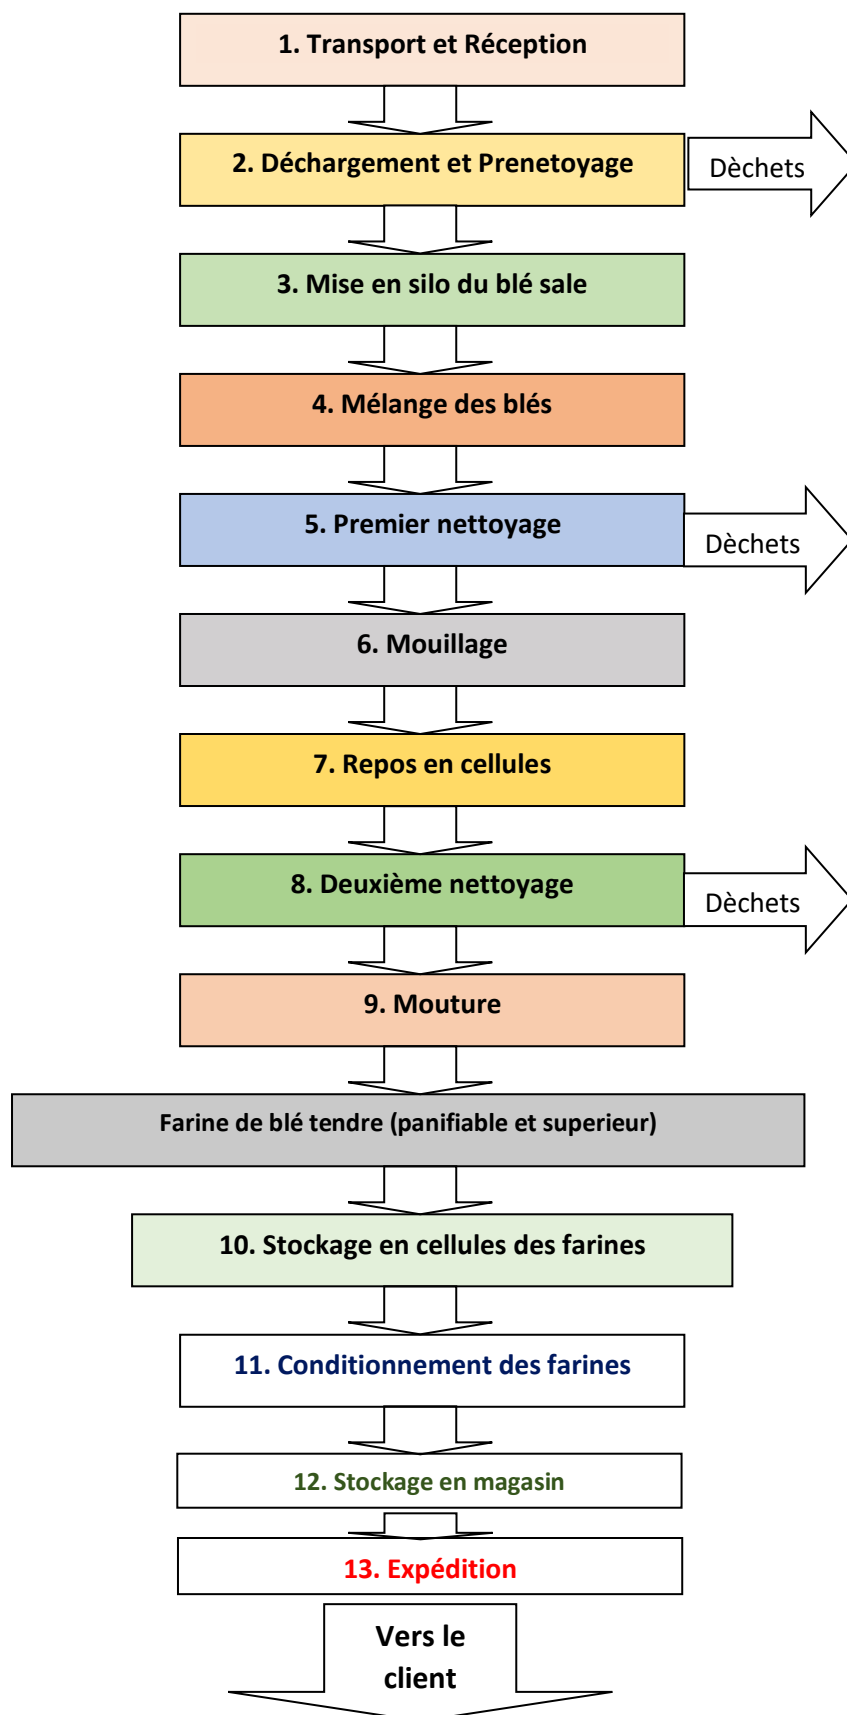 1. Transport et Réception
2. Déchargement et Prenetoyage
Dèchets
3. Mise en silo du blé sale
4. Mélange des blés
5. Premier nettoyage
Dèchets
6. Mouillage
7. Repos en cellules
8. Deuxième nettoyage
Dèchets
9. Mouture
Farine de blé tendre (panifiable et superieur)
10. Stockage en cellules des farines
11. Conditionnement des farines
12. Stockage en magasin
13. Expédition
Vers le
client